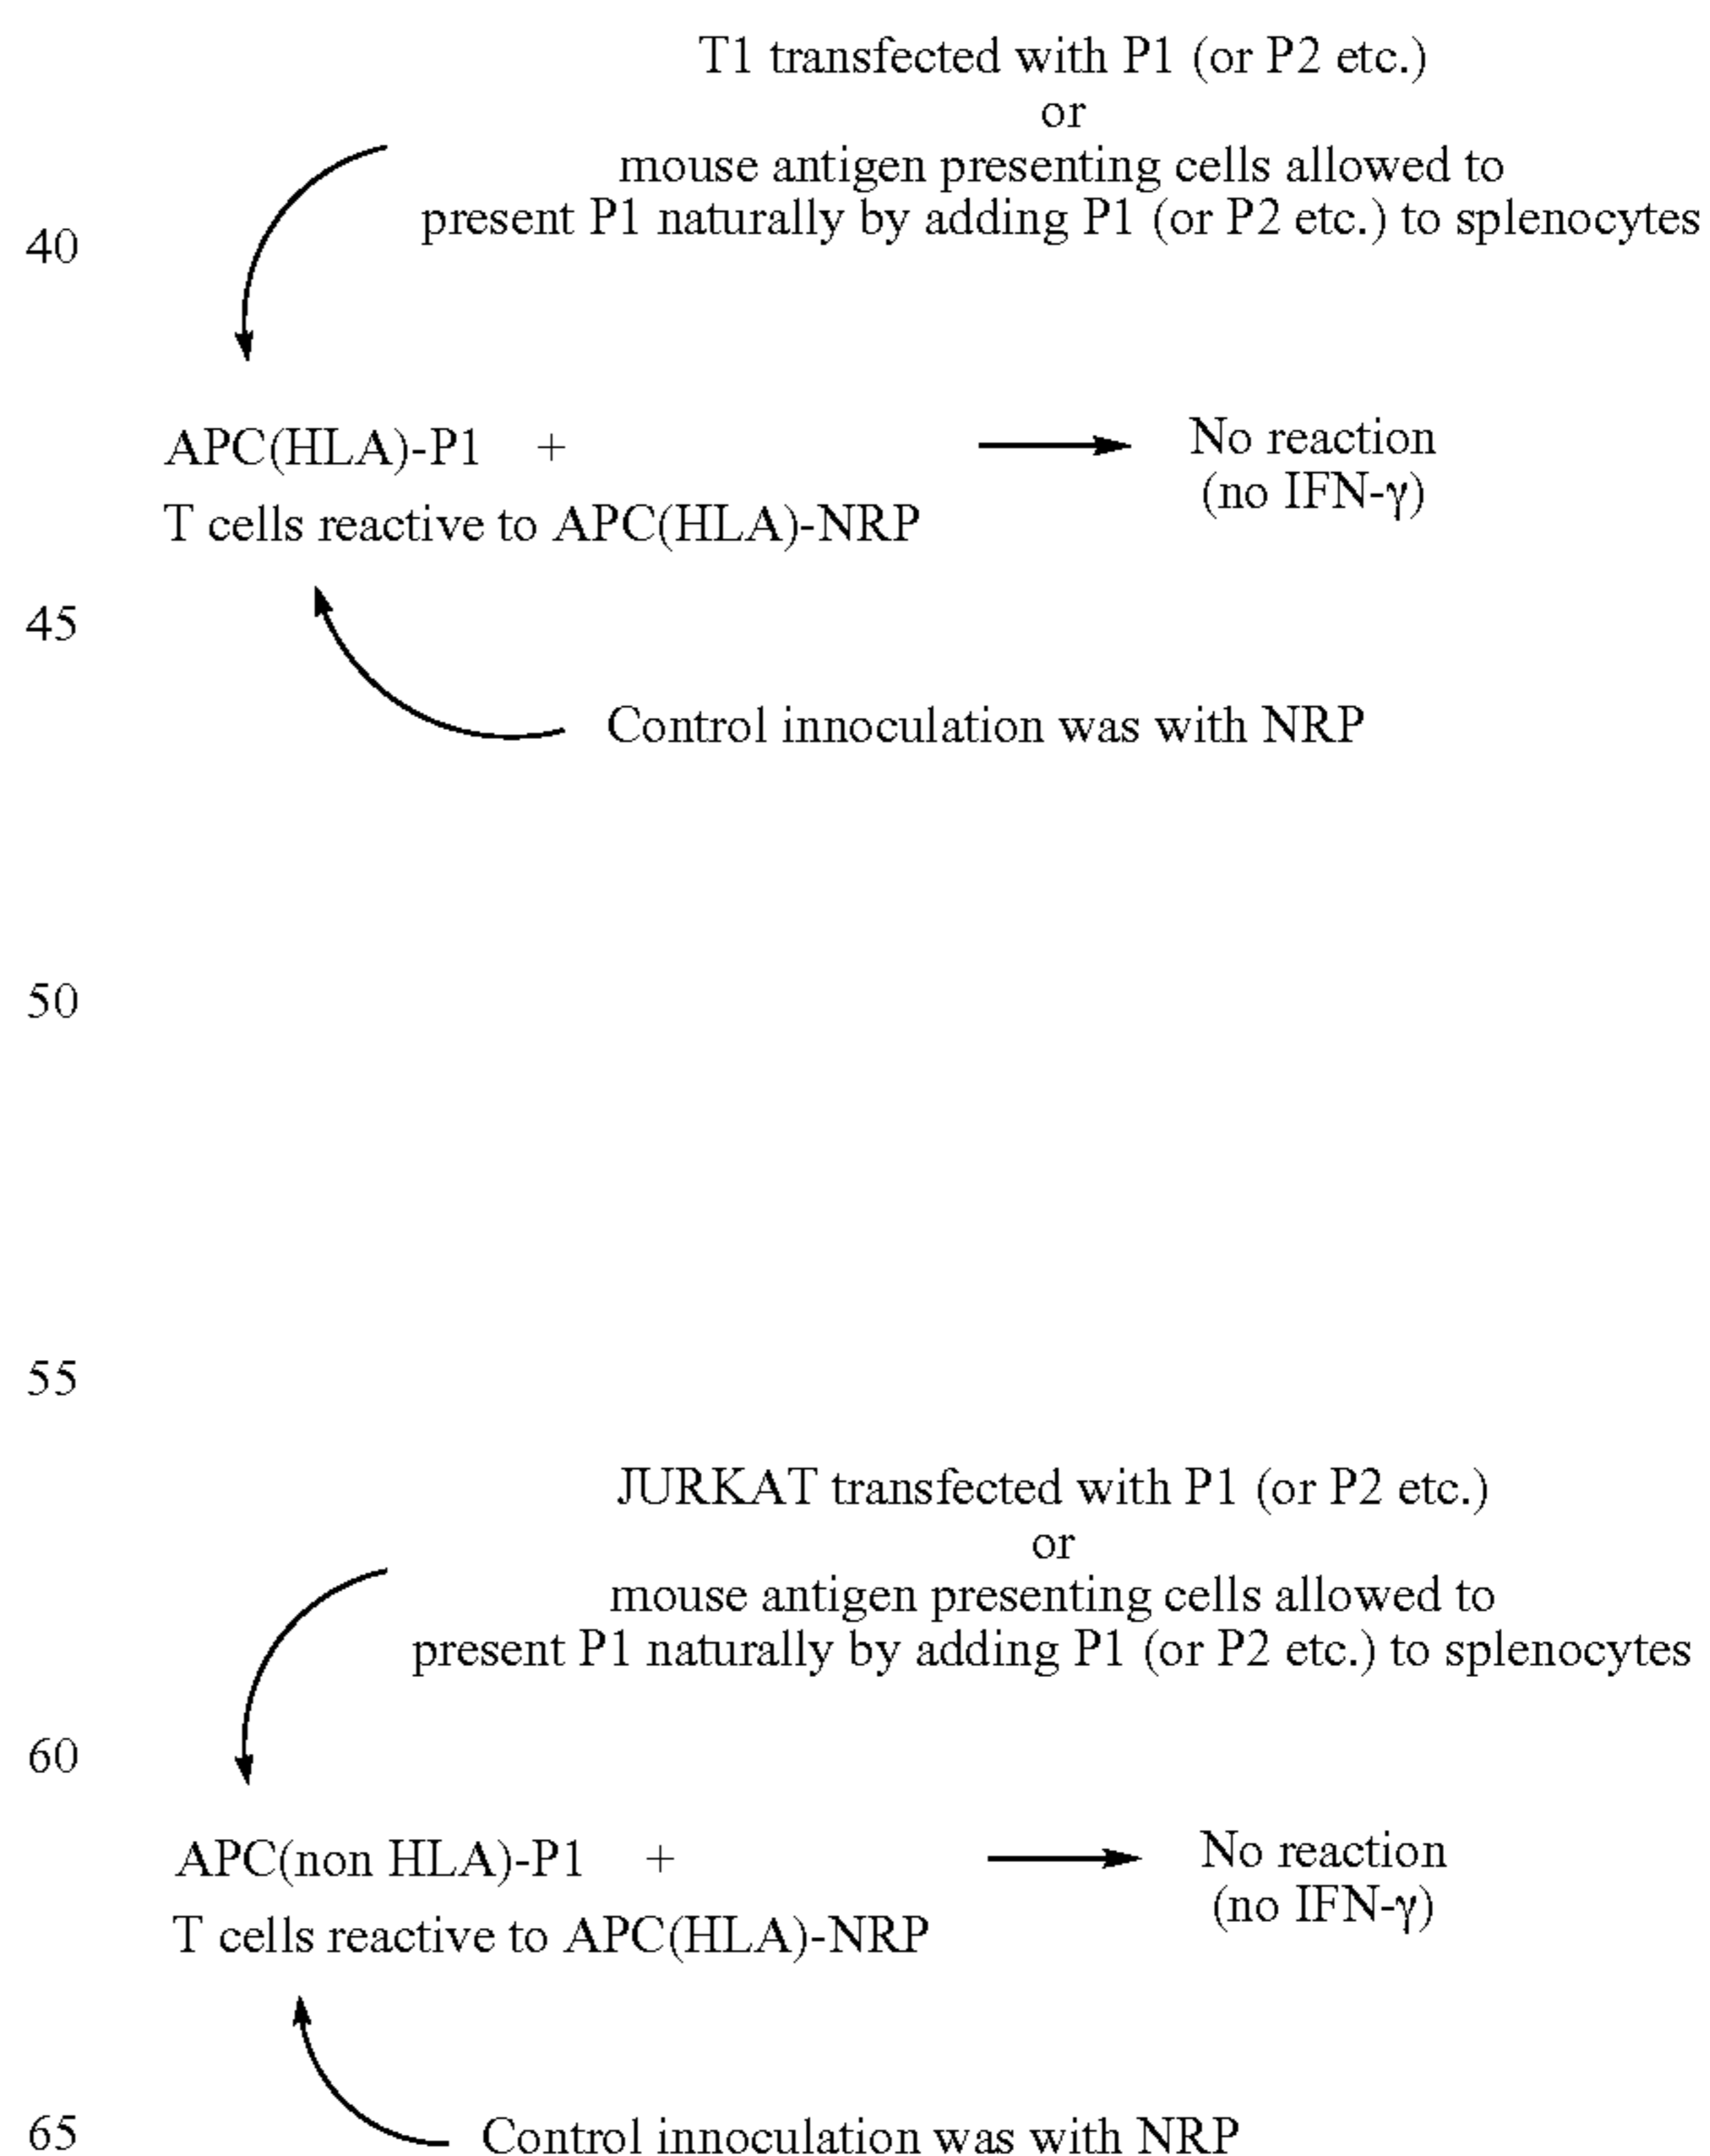 T1 transfected with P1 (or P2 etc.)
or
mouse antigen presenting cells allowed to
present P1 naturally by adding P1 (or P2 etc.) to splenocytes
40
APC(HLA)-P1 +
No reaction
(no IFN-γ)
T cells reactive to APC(HLA)-NRP
45
Control innoculation was with NRP
50
55
JURKAT transfected with P1 (or P2 etc.)
or
mouse antigen presenting cells allowed to
present P1 naturally by adding P1 (or P2 etc.) to splenocytes
60
APC(non HLA)-P1 +
No reaction
(no IFN-γ)
T cells reactive to APC(HLA)-NRP
65
Control innoculation was with NRP